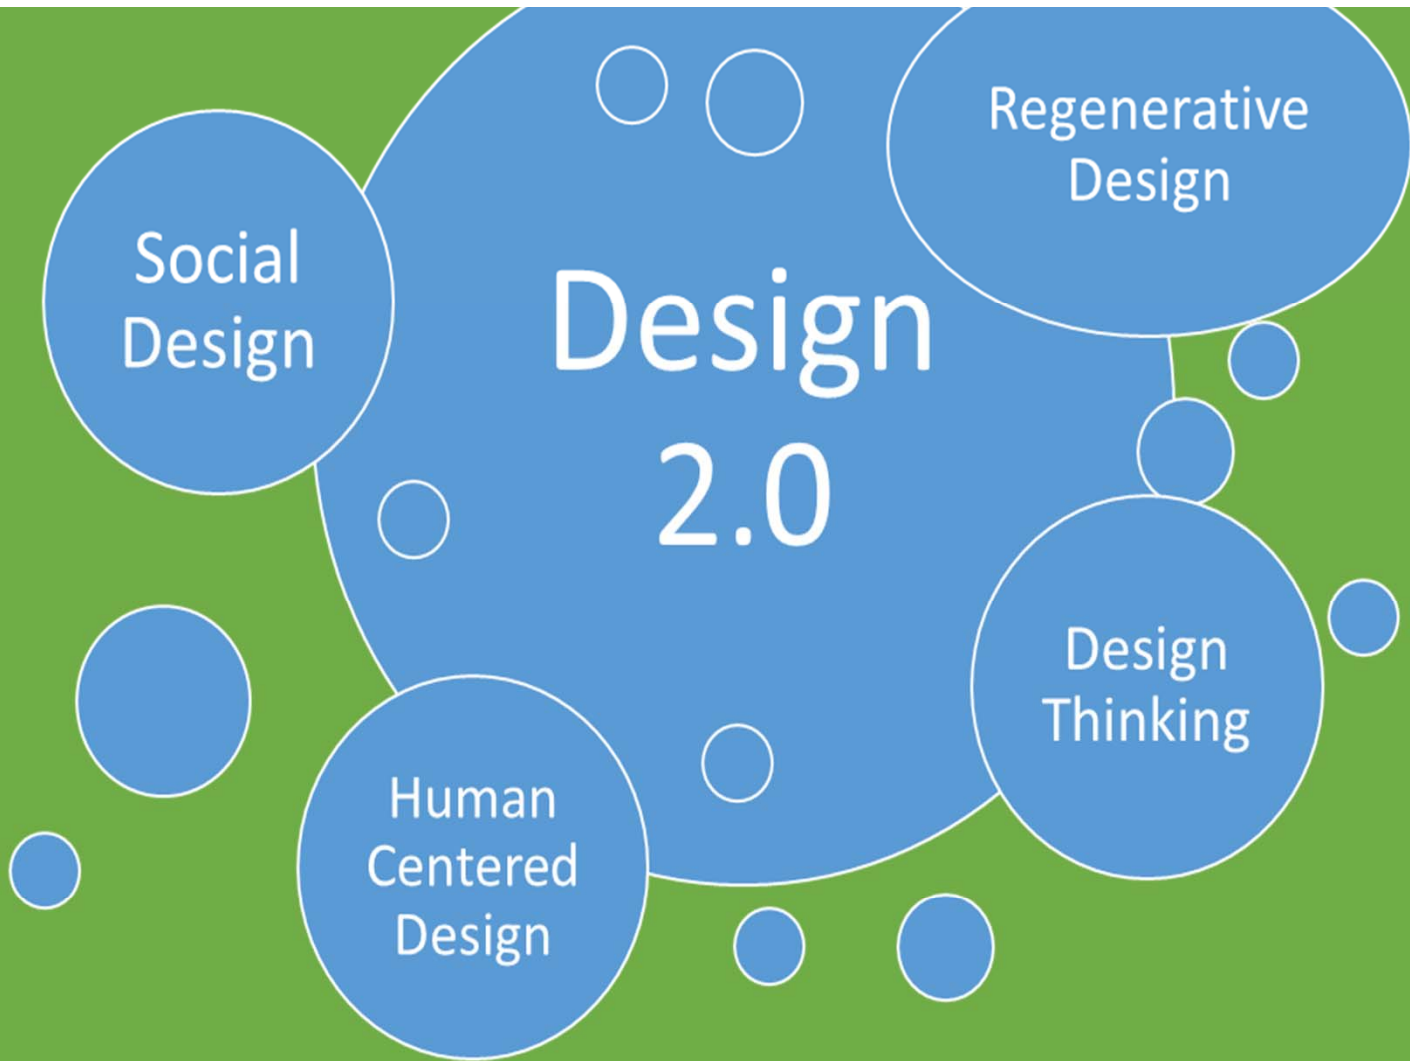 Regenerative
Design
Social
Design
Design
2.0
Design
Thinking
Human
Centered
Design